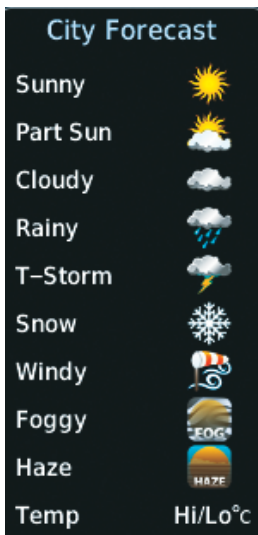 City Forecast
Sunny
Part Sun
Cloudy
Rainy
T-Storm
Snow
Windy
Foggy FOG
Haze HAZE
Temp Hi/Lo°C